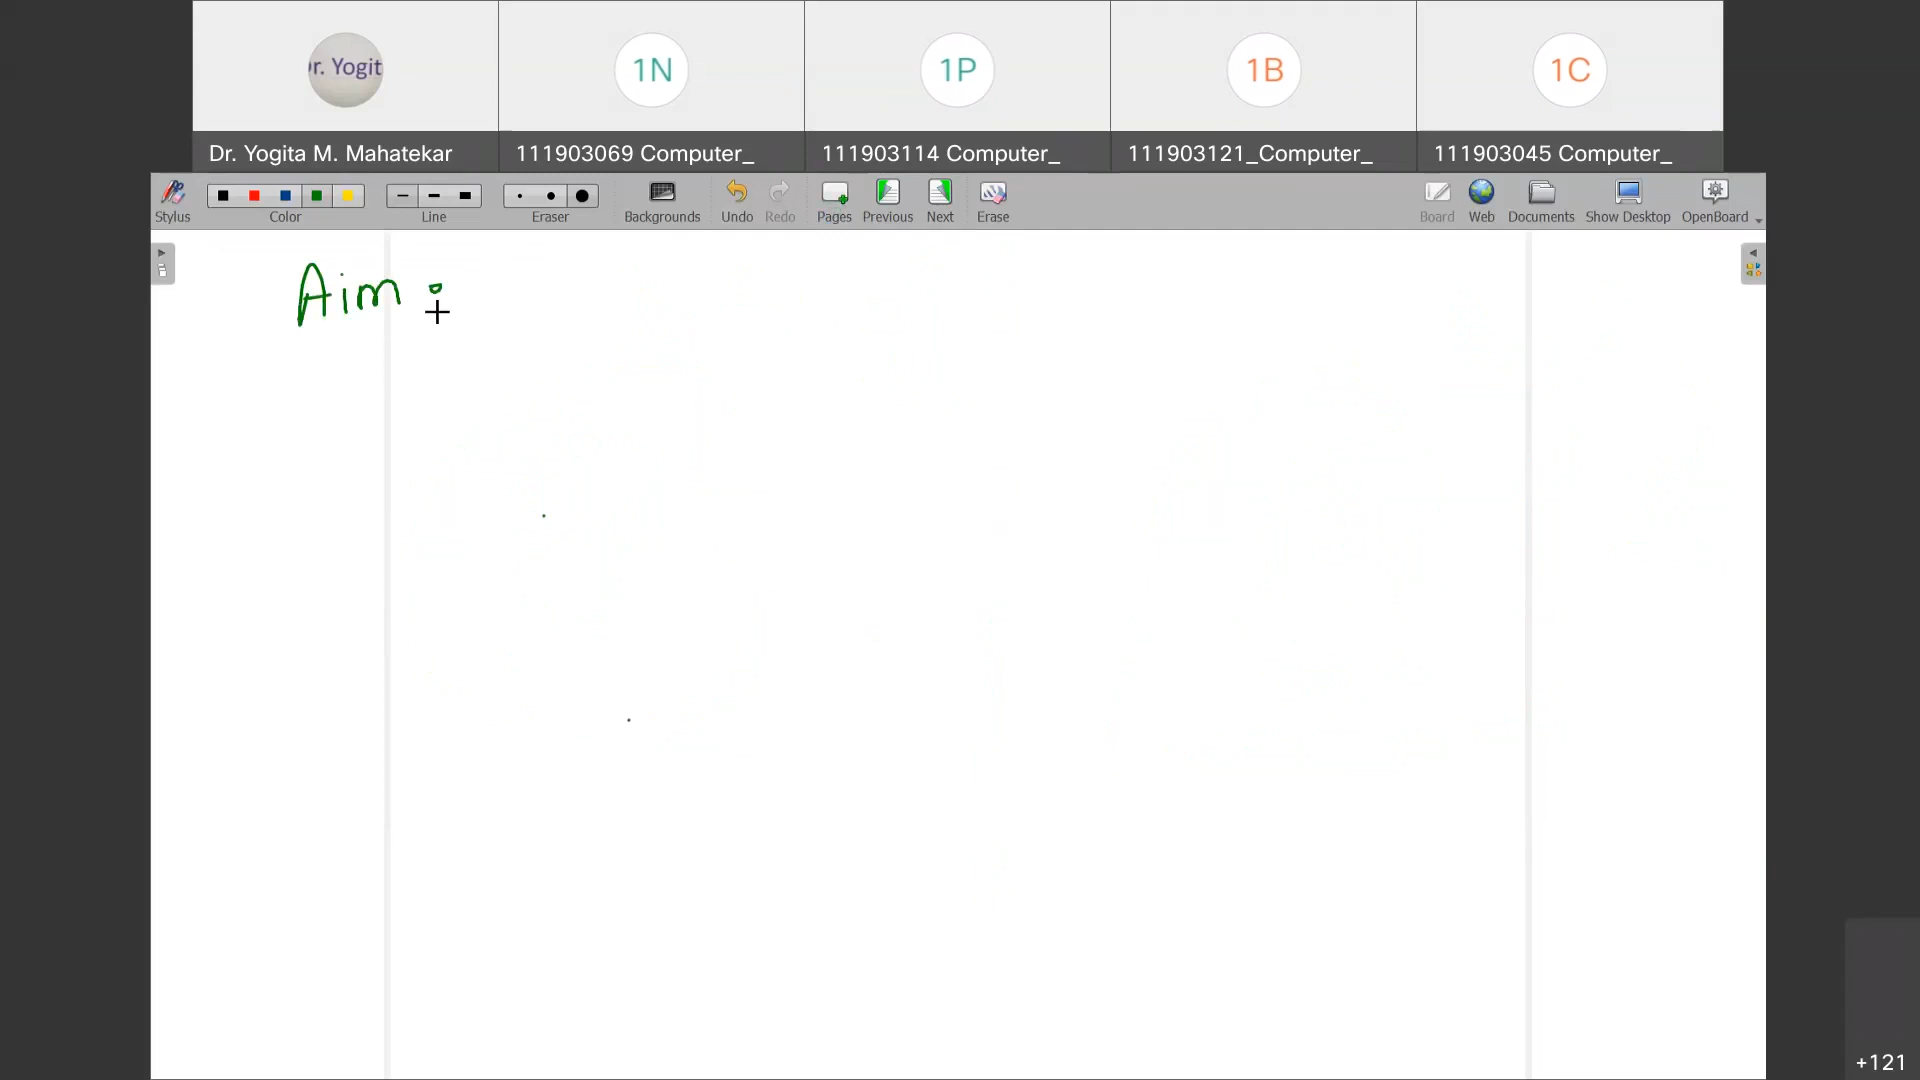 Dr. Yogit
1N
1P
1B
1C
Dr. Yogita M. Mahatekar
111903069 Computer_
111903114 Computer_
111903121_Computer_
111903045 Computer_
Stylus
Color
Line
Eraser
Backgrounds
Undo
Redo
Pages
Previous
Next
Erase
Board
Web
Documents
Show Desktop
OpenBoard
Aim :
+121